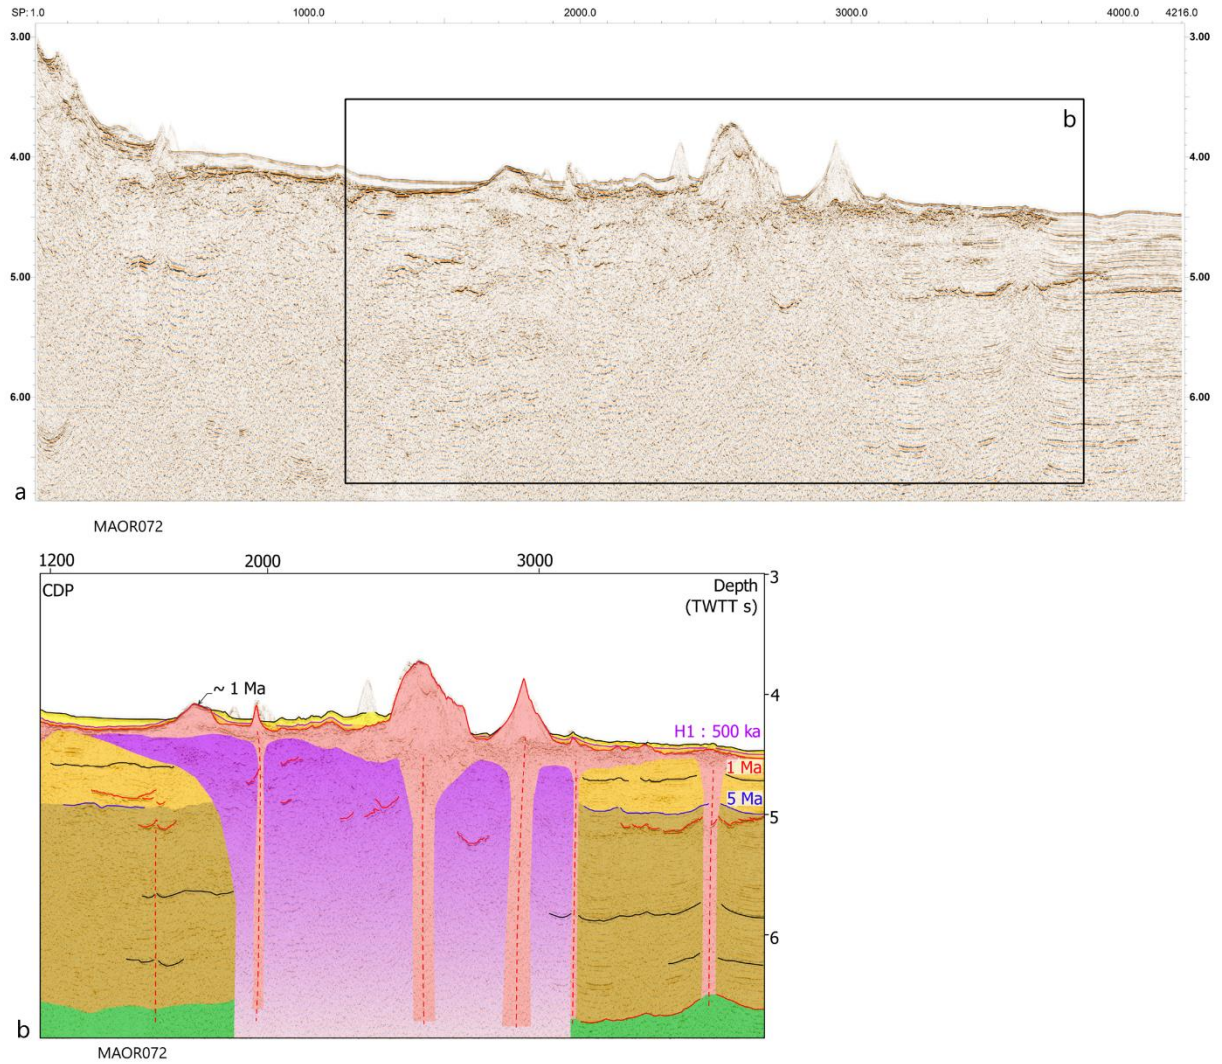 SP: 1.0 1000.0 2000.0 3000.0 4000.0 4216.0
3.00 3.00
b
4.00 4.00
5.00 5.00
6.00 6.00
a
MAOR072
1200 2000 3000
CDP Depth 3
(TWTT s)
~ 1 Ma 4
H1 : 500 ka
1 Ma
5 Ma
5
6
b
MAOR072